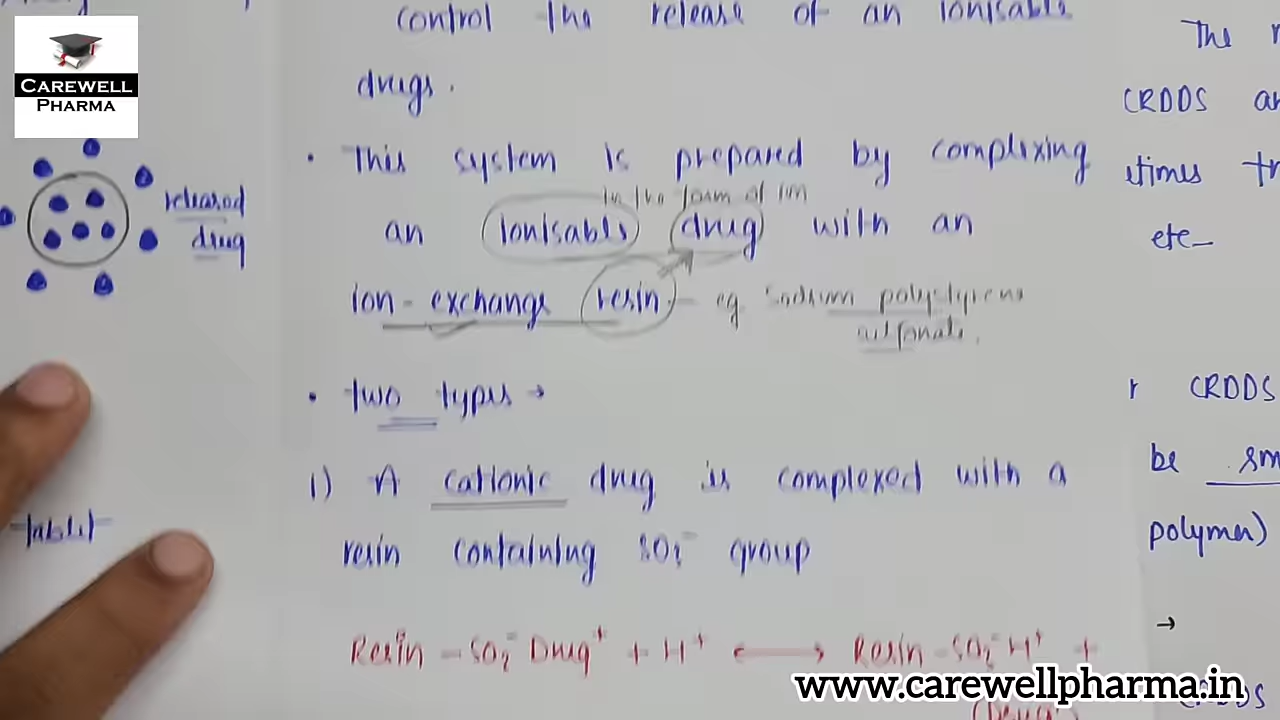 CAREWELL
PHARMA
released
drug
tablet
control the release of an ionisable
drugs.
• This system is prepared by complixing
in the form of ion
an ionisable drug with an
ion-exchange resin - eg sodium polystyrene
sulfonate.
• two types →
1) A cationic drug is complexed with a
resin containing SO₃⁻ group
Resin - SO₃⁻ Drug⁺ + H⁺ ⟷ Resin - SO₃⁻ H⁺ +
(Drug⁺)
The
CRDDS
etc-
CRDDS
be
polymer)
→
CRDDS
www.carewellpharma.in